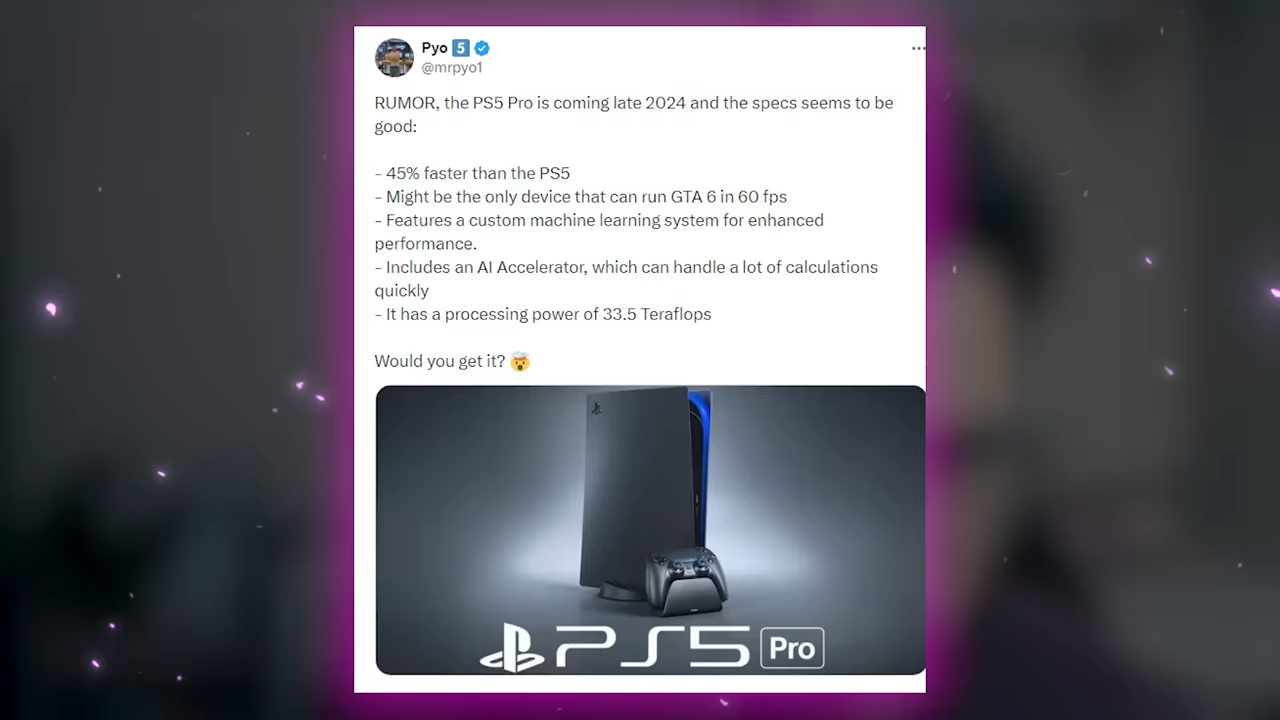 Pyo 5
@mrpyo1
RUMOR, the PS5 Pro is coming late 2024 and the specs seems to be
good:
- 45% faster than the PS5
- Might be the only device that can run GTA 6 in 60 fps
- Features a custom machine learning system for enhanced
performance.
- Includes an AI Accelerator, which can handle a lot of calculations
quickly
- It has a processing power of 33.5 Teraflops
Would you get it? 🤯
PS5 Pro